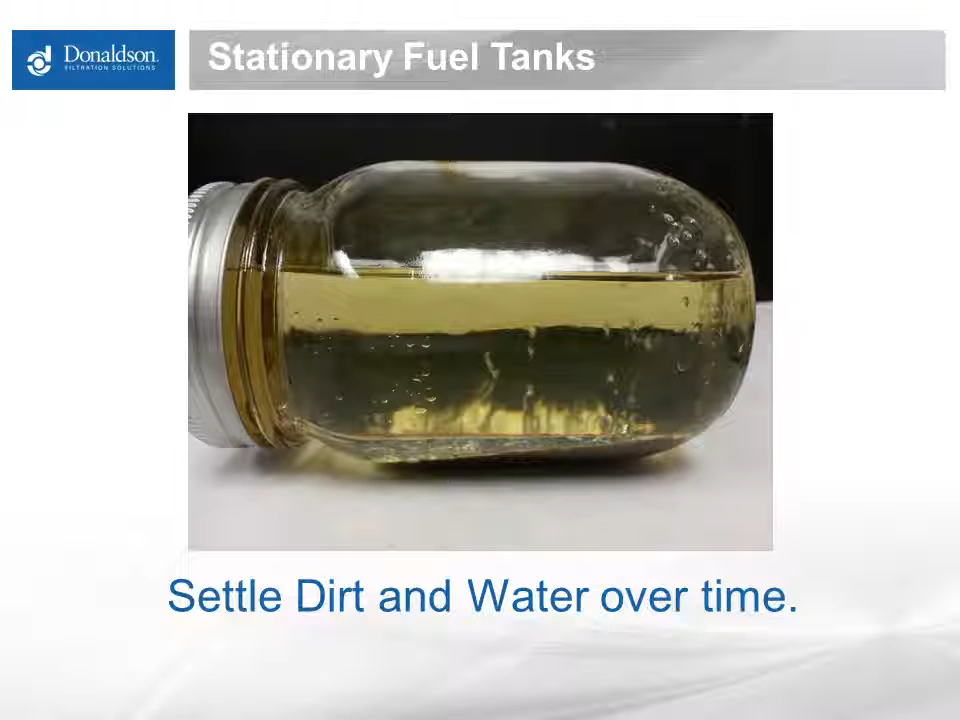 Donaldson.
FILTRATION SOLUTIONS
Stationary Fuel Tanks
Settle Dirt and Water over time.